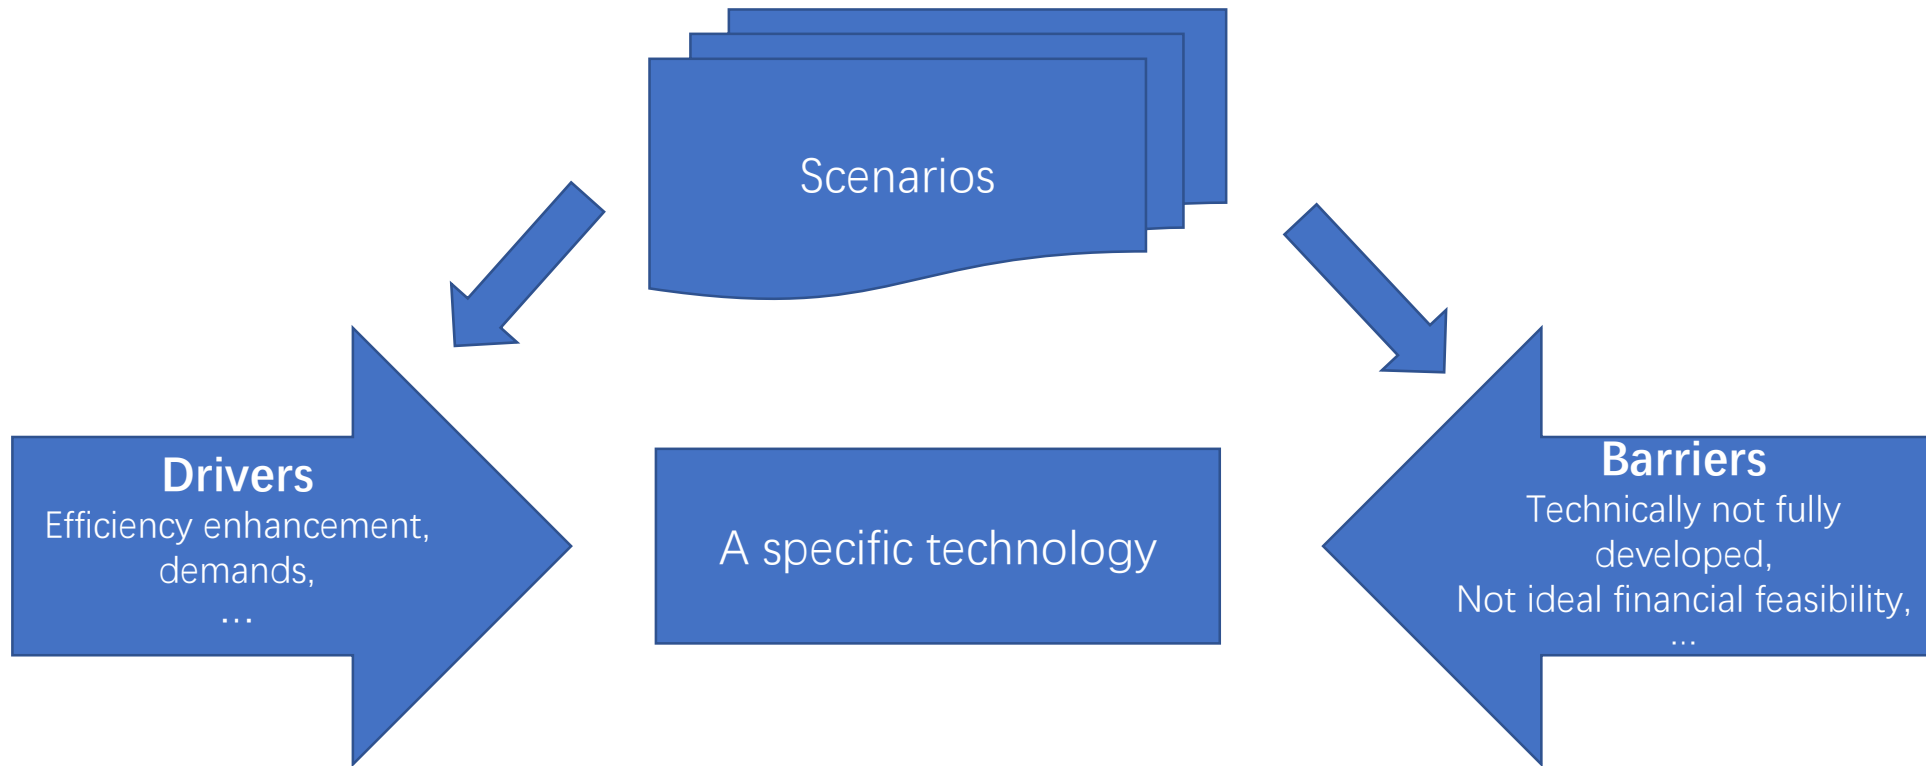 Scenarios
Drivers
Efficiency enhancement,
demands,
...
A specific technology
Barriers
Technically not fully
developed,
Not ideal financial feasibility,
...